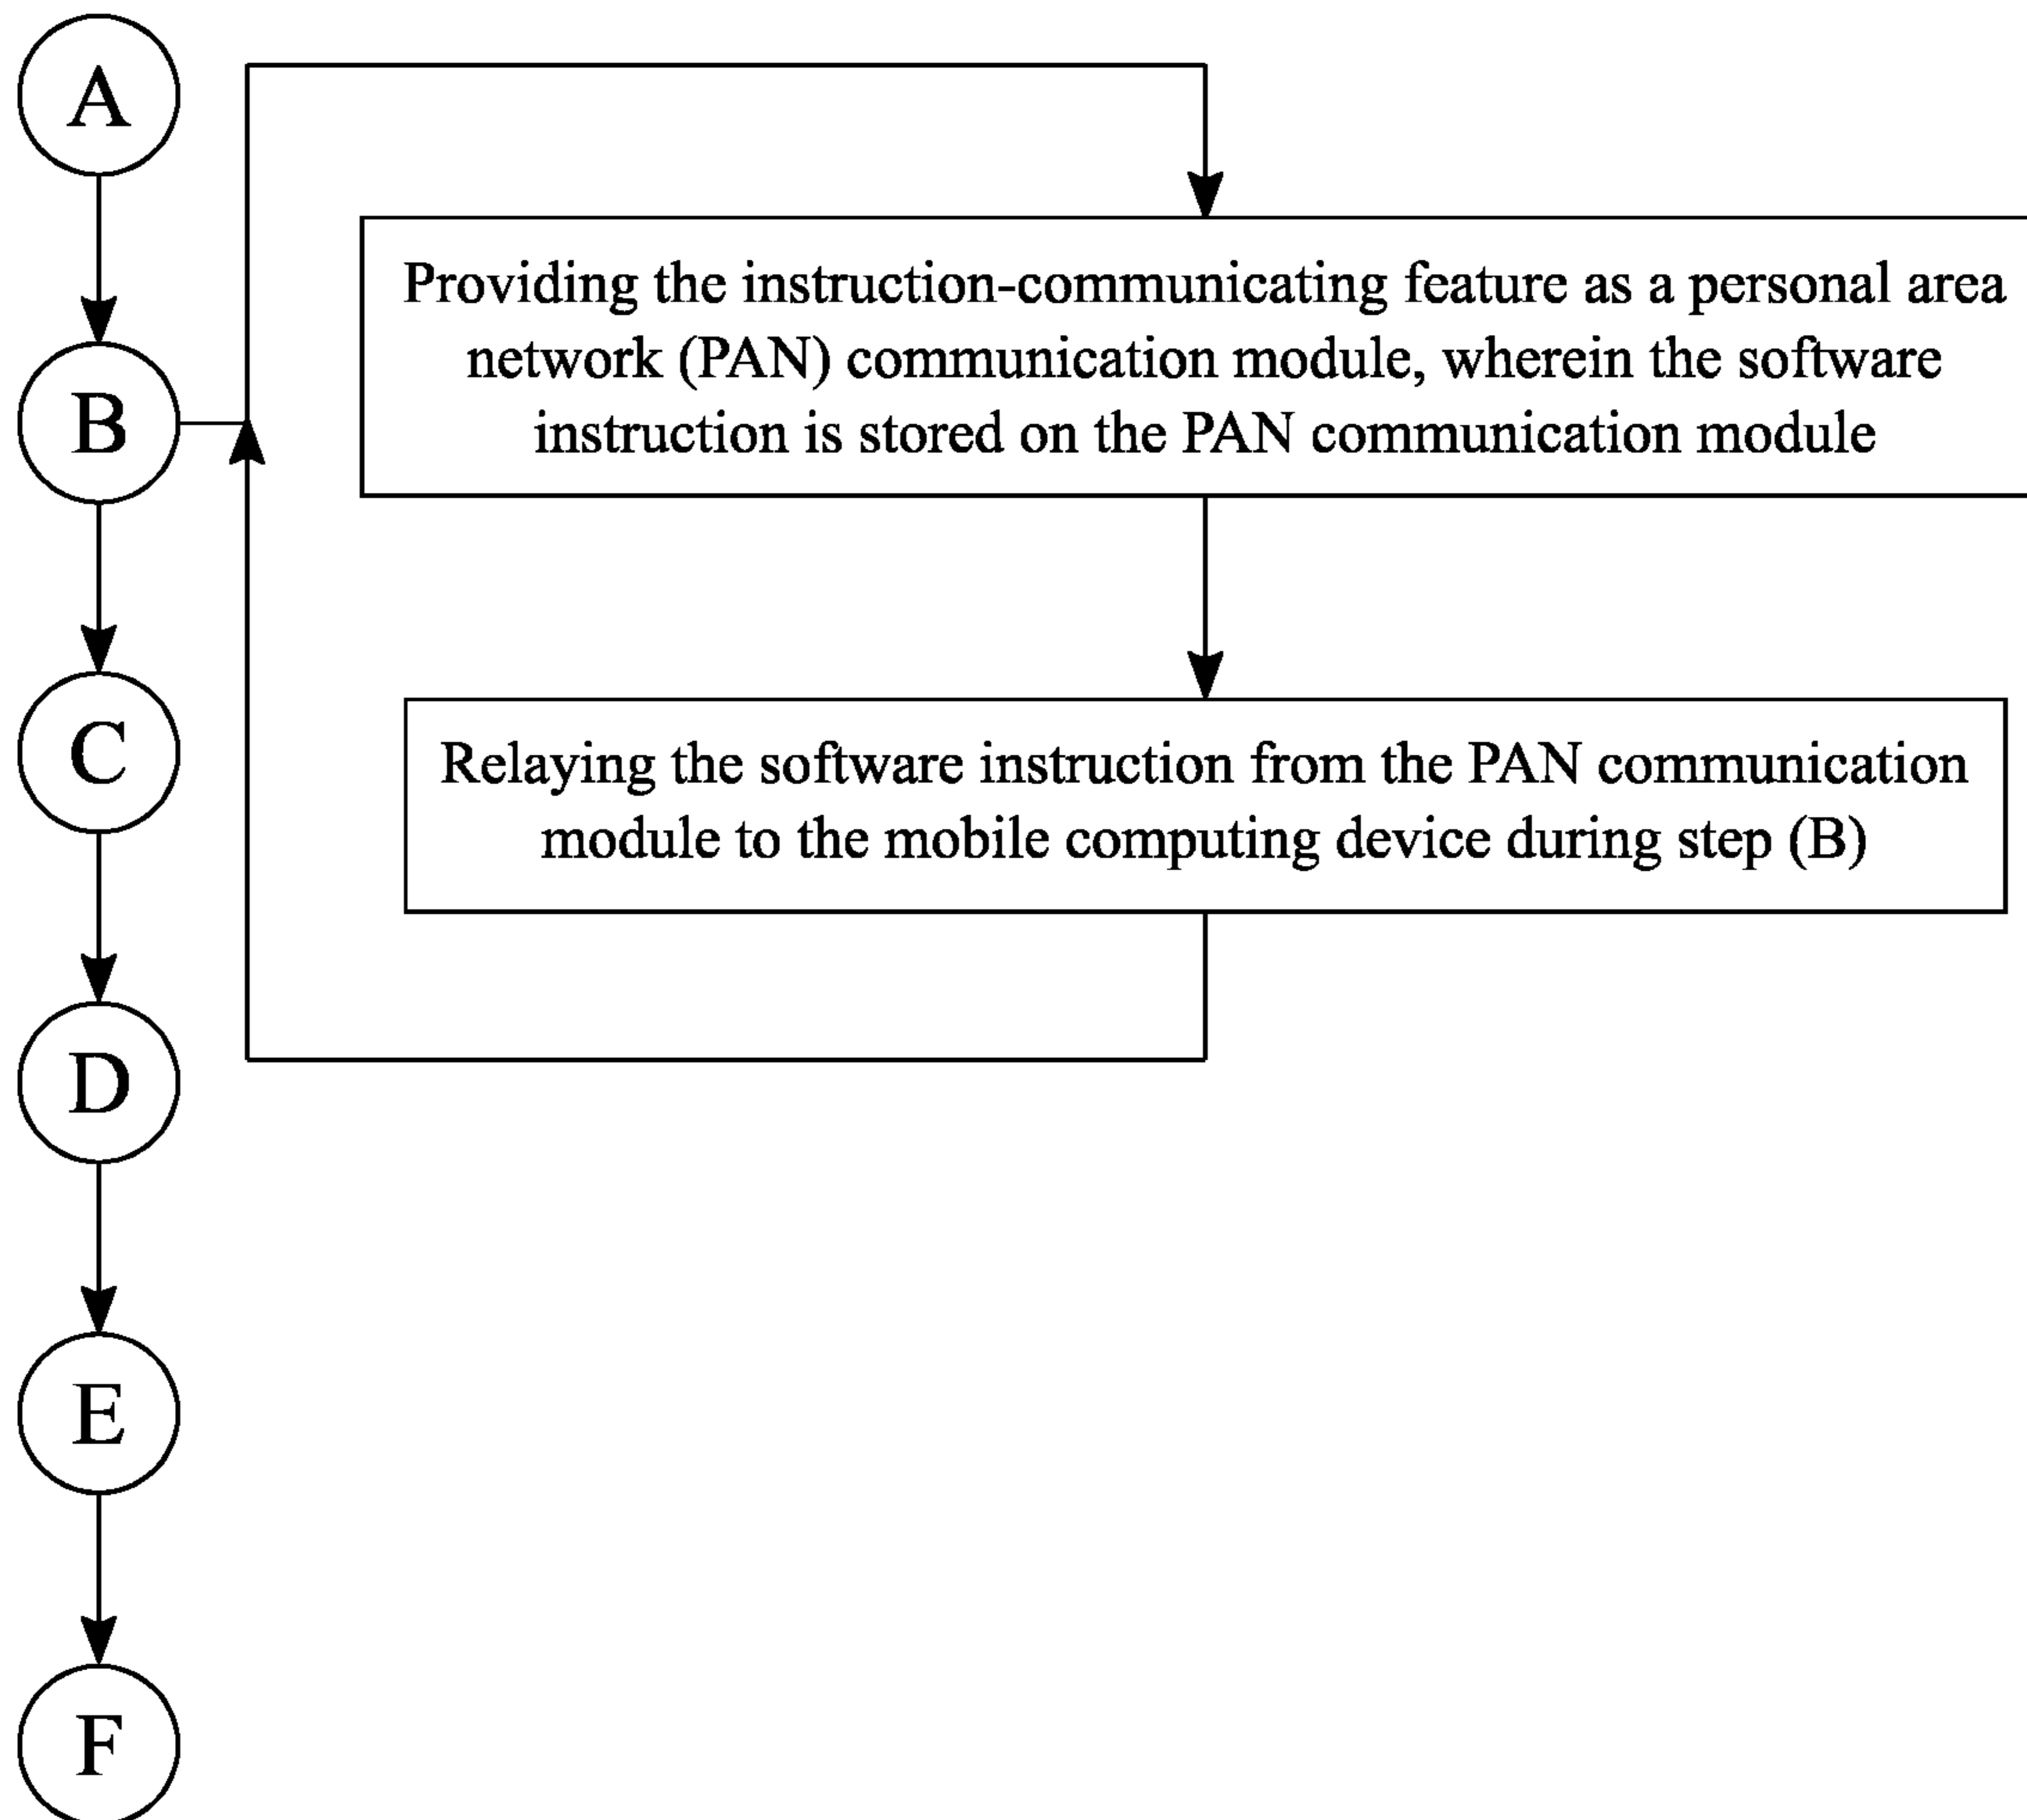 A
Providing the instruction-communicating feature as a personal area
network (PAN) communication module, wherein the software
instruction is stored on the PAN communication module
B
Relaying the software instruction from the PAN communication
module to the mobile computing device during step (B)
C
D
E
F